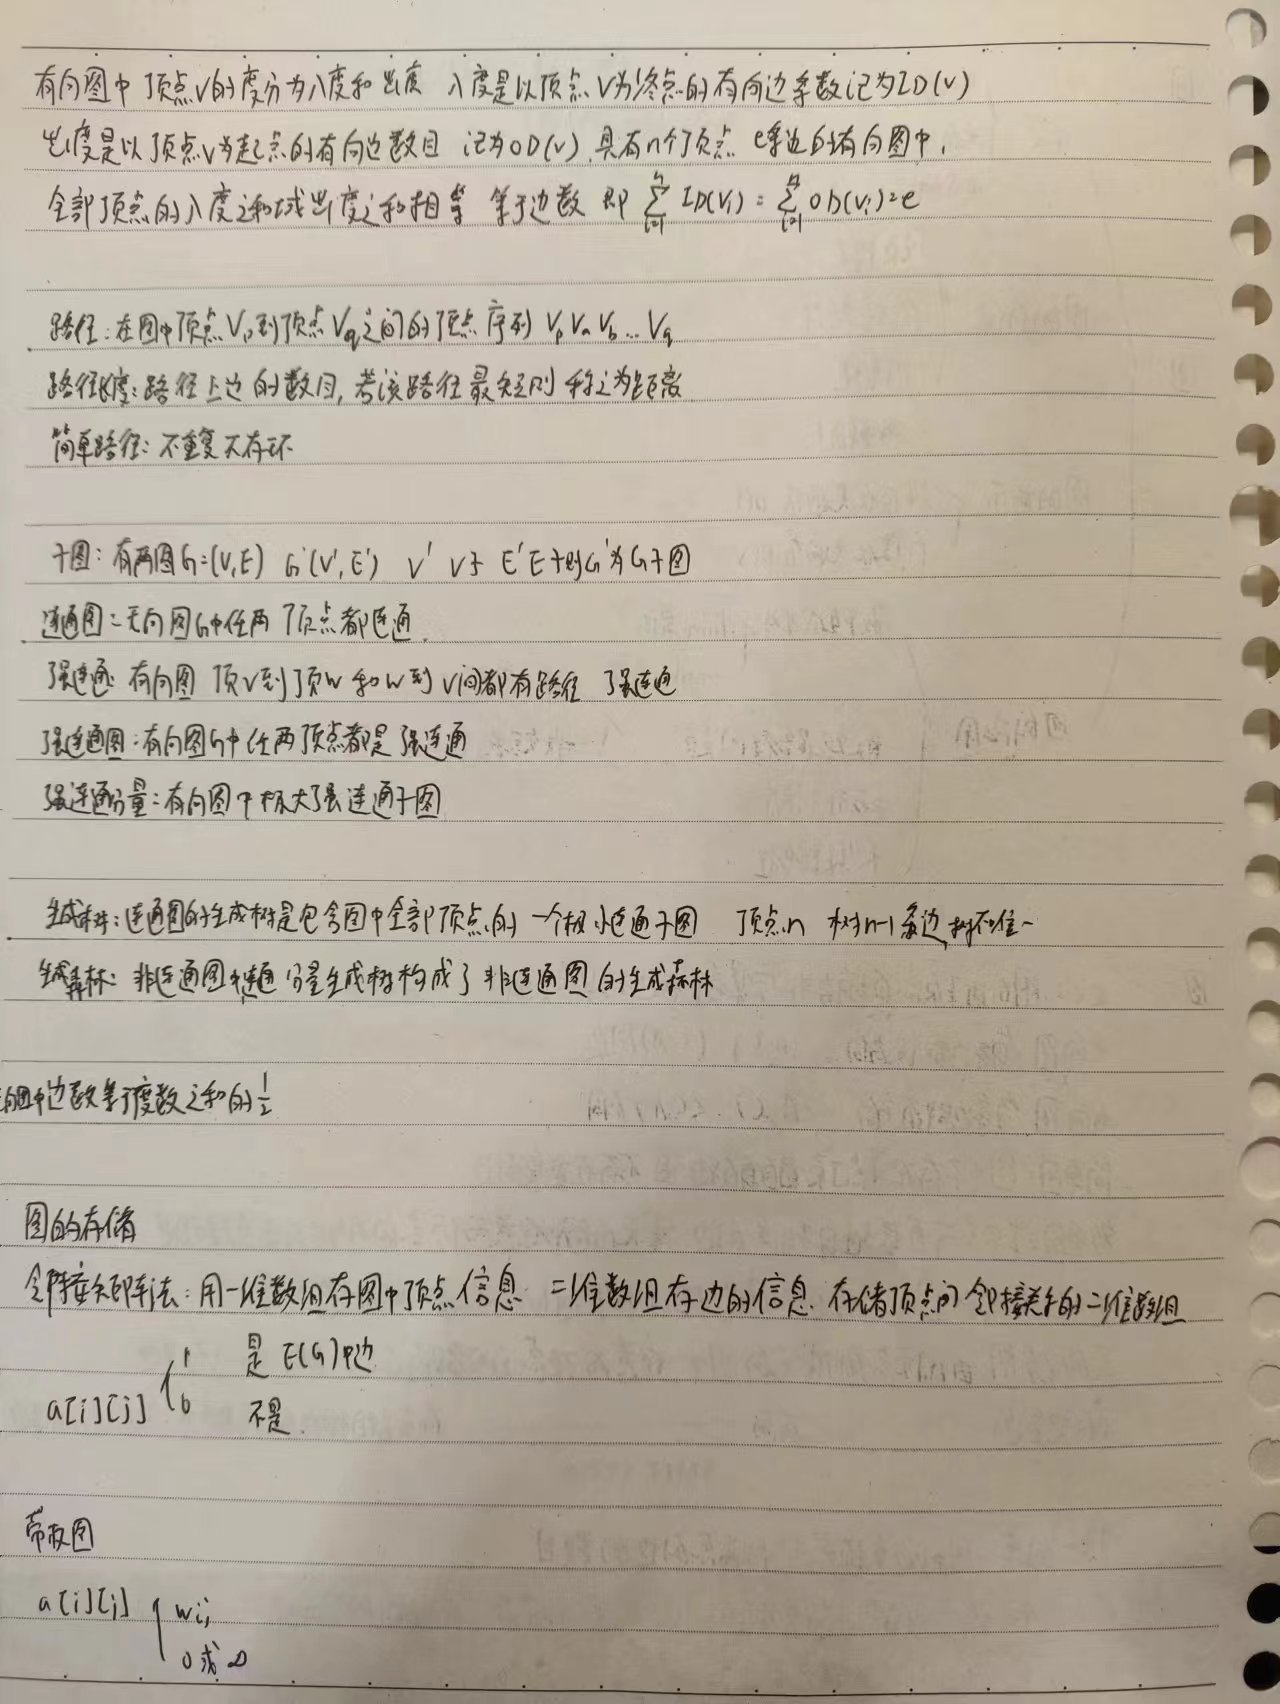 有向图中 顶点V的度分为入度和出度 入度是以顶点V为终点的有向边条数记为ID(v)
出度是以顶点v为起点的有向边数目 记为OD(v),具有n个顶点 e条边的有向图中,
全部顶点的入度之和或出度之和相等 等于边数 即 ∑ᵢ₌₁ⁿ ID(vᵢ) = ∑ᵢ₌₁ⁿ OD(vᵢ)=e
路径:在图中顶点Vp到顶点Vq之间的顶点序列 Vp Va Vb...Vq
路径长度:路径上边的数目,若该路径最短则称之为距离
简单路径:不重复不存环
子图:有两图G=(V,E) G'(V',E') V' V子 E'E子则G'为G子图
连通图:无向图G中任两顶点都连通
强连通:有向图 顶v到顶w和w到v间都有路径 强连通
强连通图:有向图G中任两顶点都是强连通
强连通分量:有向图中极大强连通子图
生成树:连通图的生成树是包含图中全部顶点的一个极小连通子图 顶点n 树n-1条边,树不唯一
生成森林:非连通图连通分量生成树构成了非连通图的生成森林
向图中边数等于度数之和的1/2
图的存储
邻接矩阵法:用一维数组存图中顶点信息 二维数组存边的信息.存储顶点间邻接关系的二维数组
a[i][j] { 1 是E(G)中边
0 不是.
带权图
a[i][j] { wij
0或∞